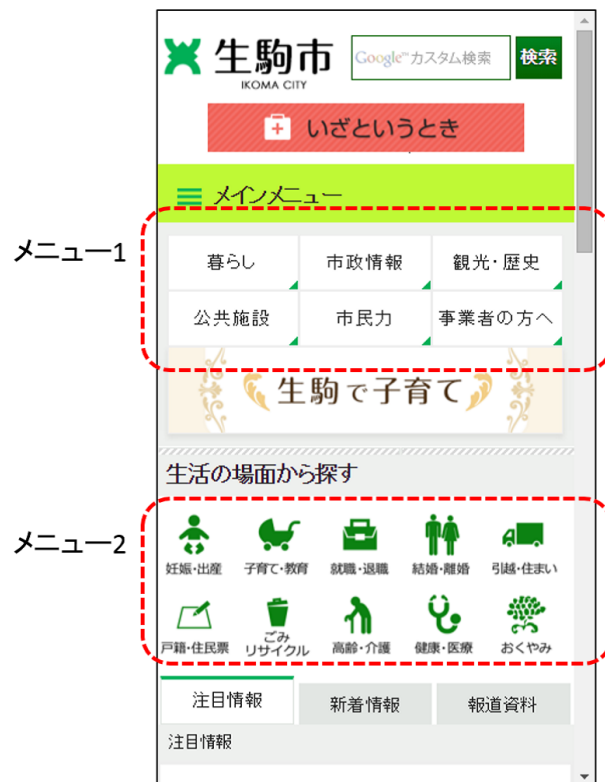 生駒市
IKOMA CITY
Google™ カスタム検索
検索
いざというとき
メインメニュー
メニュー1
暮らし 市政情報 観光・歴史
公共施設 市民力 事業者の方へ
生駒で子育て
生活の場面から探す
メニュー2
妊娠・出産 子育て・教育 就職・退職 結婚・離婚 引越・住まい
戸籍・住民票 ごみ
リサイクル 高齢・介護 健康・医療 おくやみ
注目情報 新着情報 報道資料
注目情報